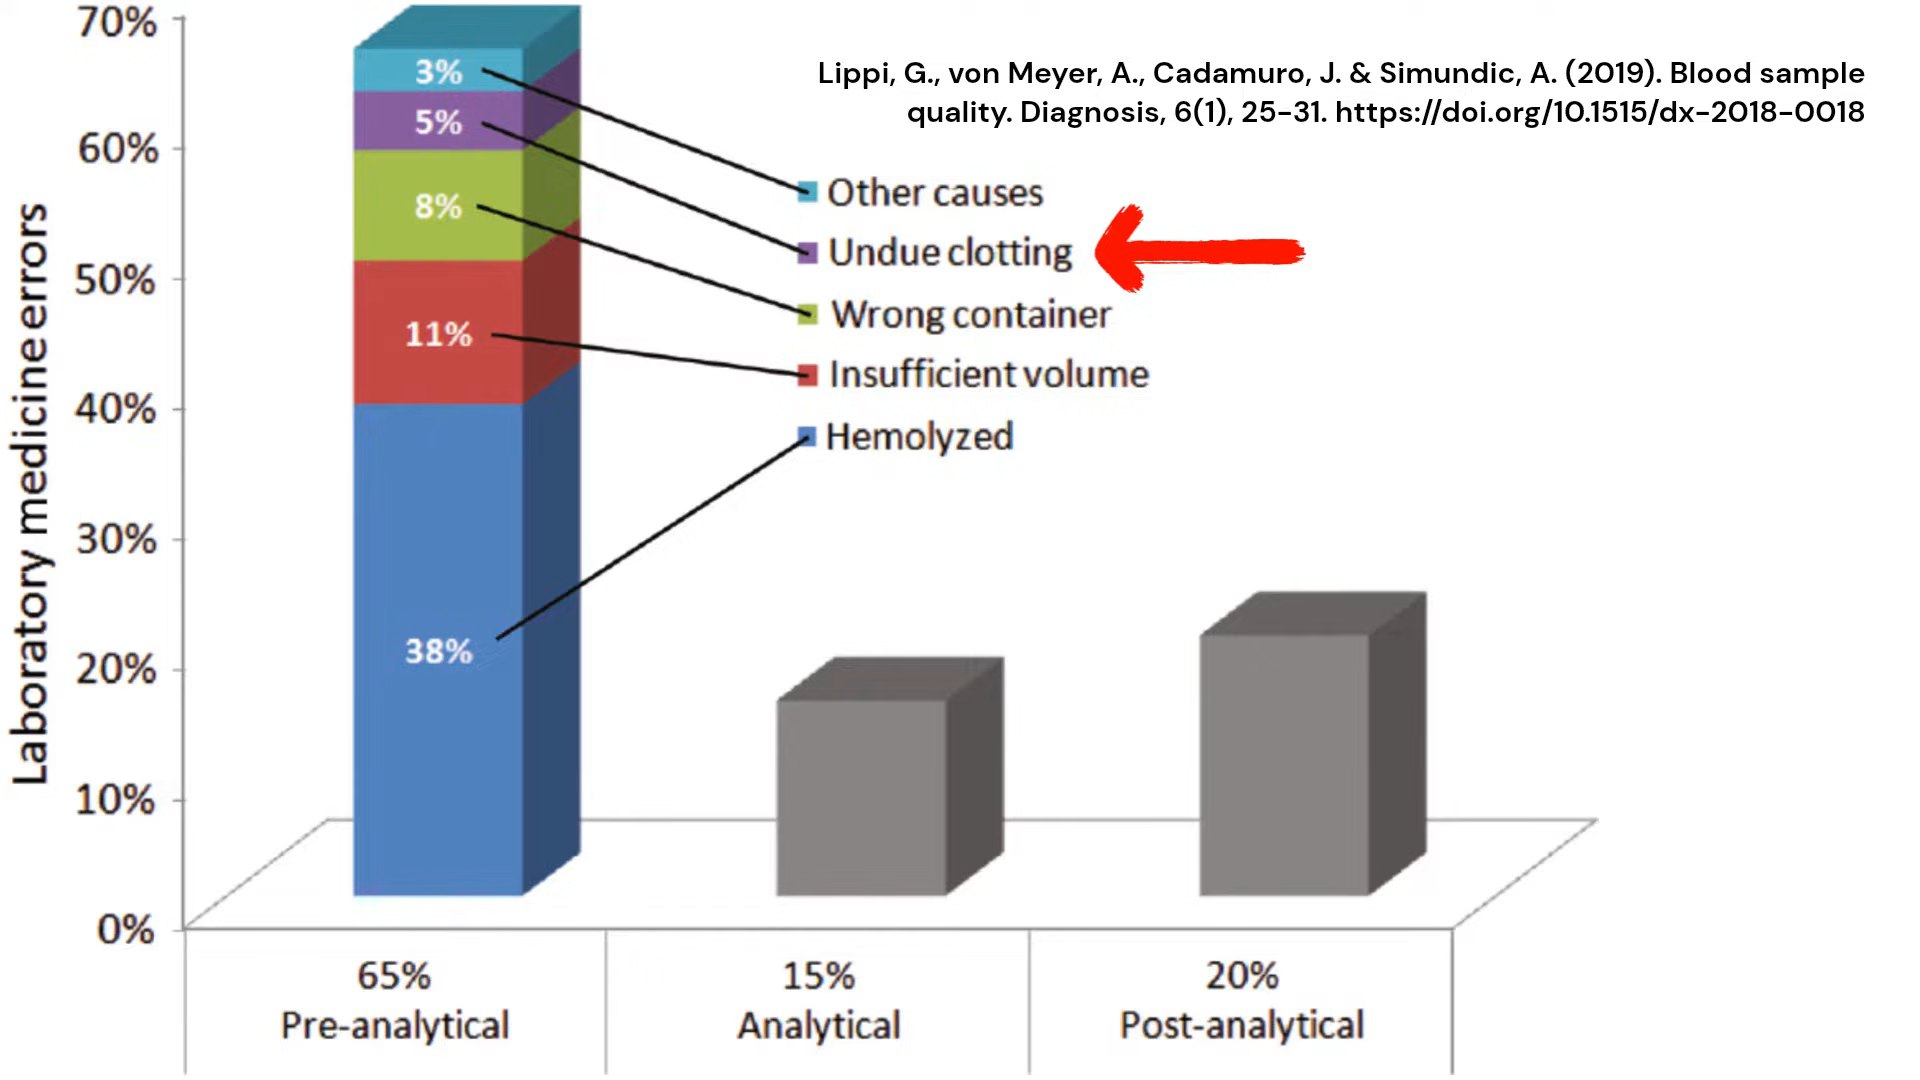 Lippi, G., von Meyer, A., Cadamuro, J. & Simundic, A. (2019). Blood sample
quality. Diagnosis, 6(1), 25-31. https://doi.org/10.1515/dx-2018-0018
Laboratory medicine errors
70%
60%
50%
40%
30%
20%
10%
0%
3%
5%
8%
11%
38%
Other causes
Undue clotting
Wrong container
Insufficient volume
Hemolyzed
65%
Pre-analytical
15%
Analytical
20%
Post-analytical